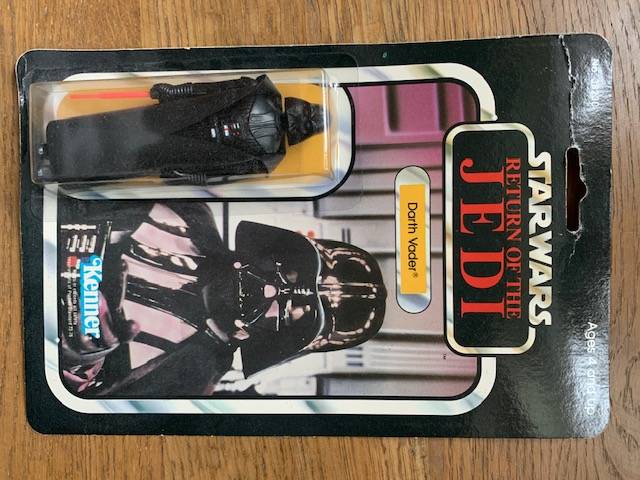 STAR WARS
RETURN OF THE
JEDI
Ages 4 and up
Darth Vader®
Kenner